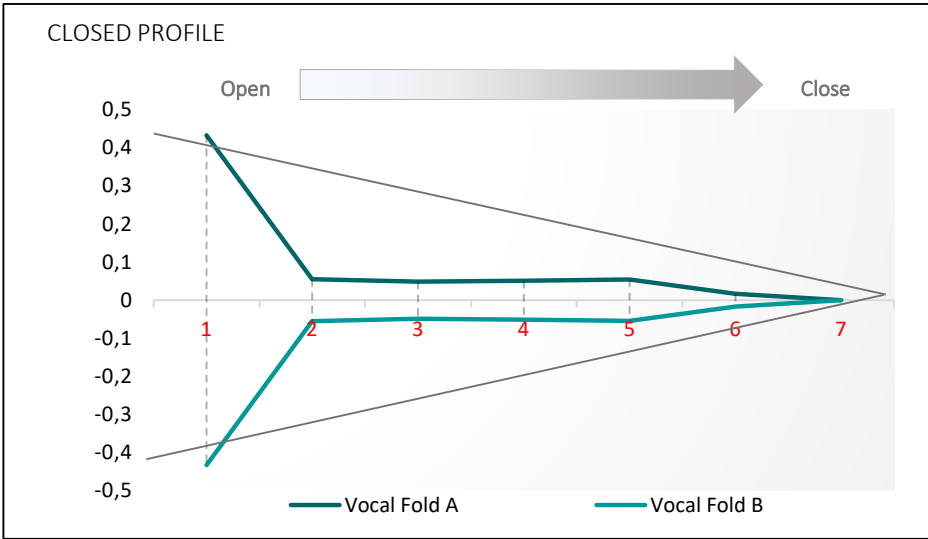 CLOSED PROFILE
Open
Close
0,5
0,4
0,3
0,2
0,1
0
-0,1
-0,2
-0,3
-0,4
-0,5
1 2 3 4 5 6 7
Vocal Fold A Vocal Fold B